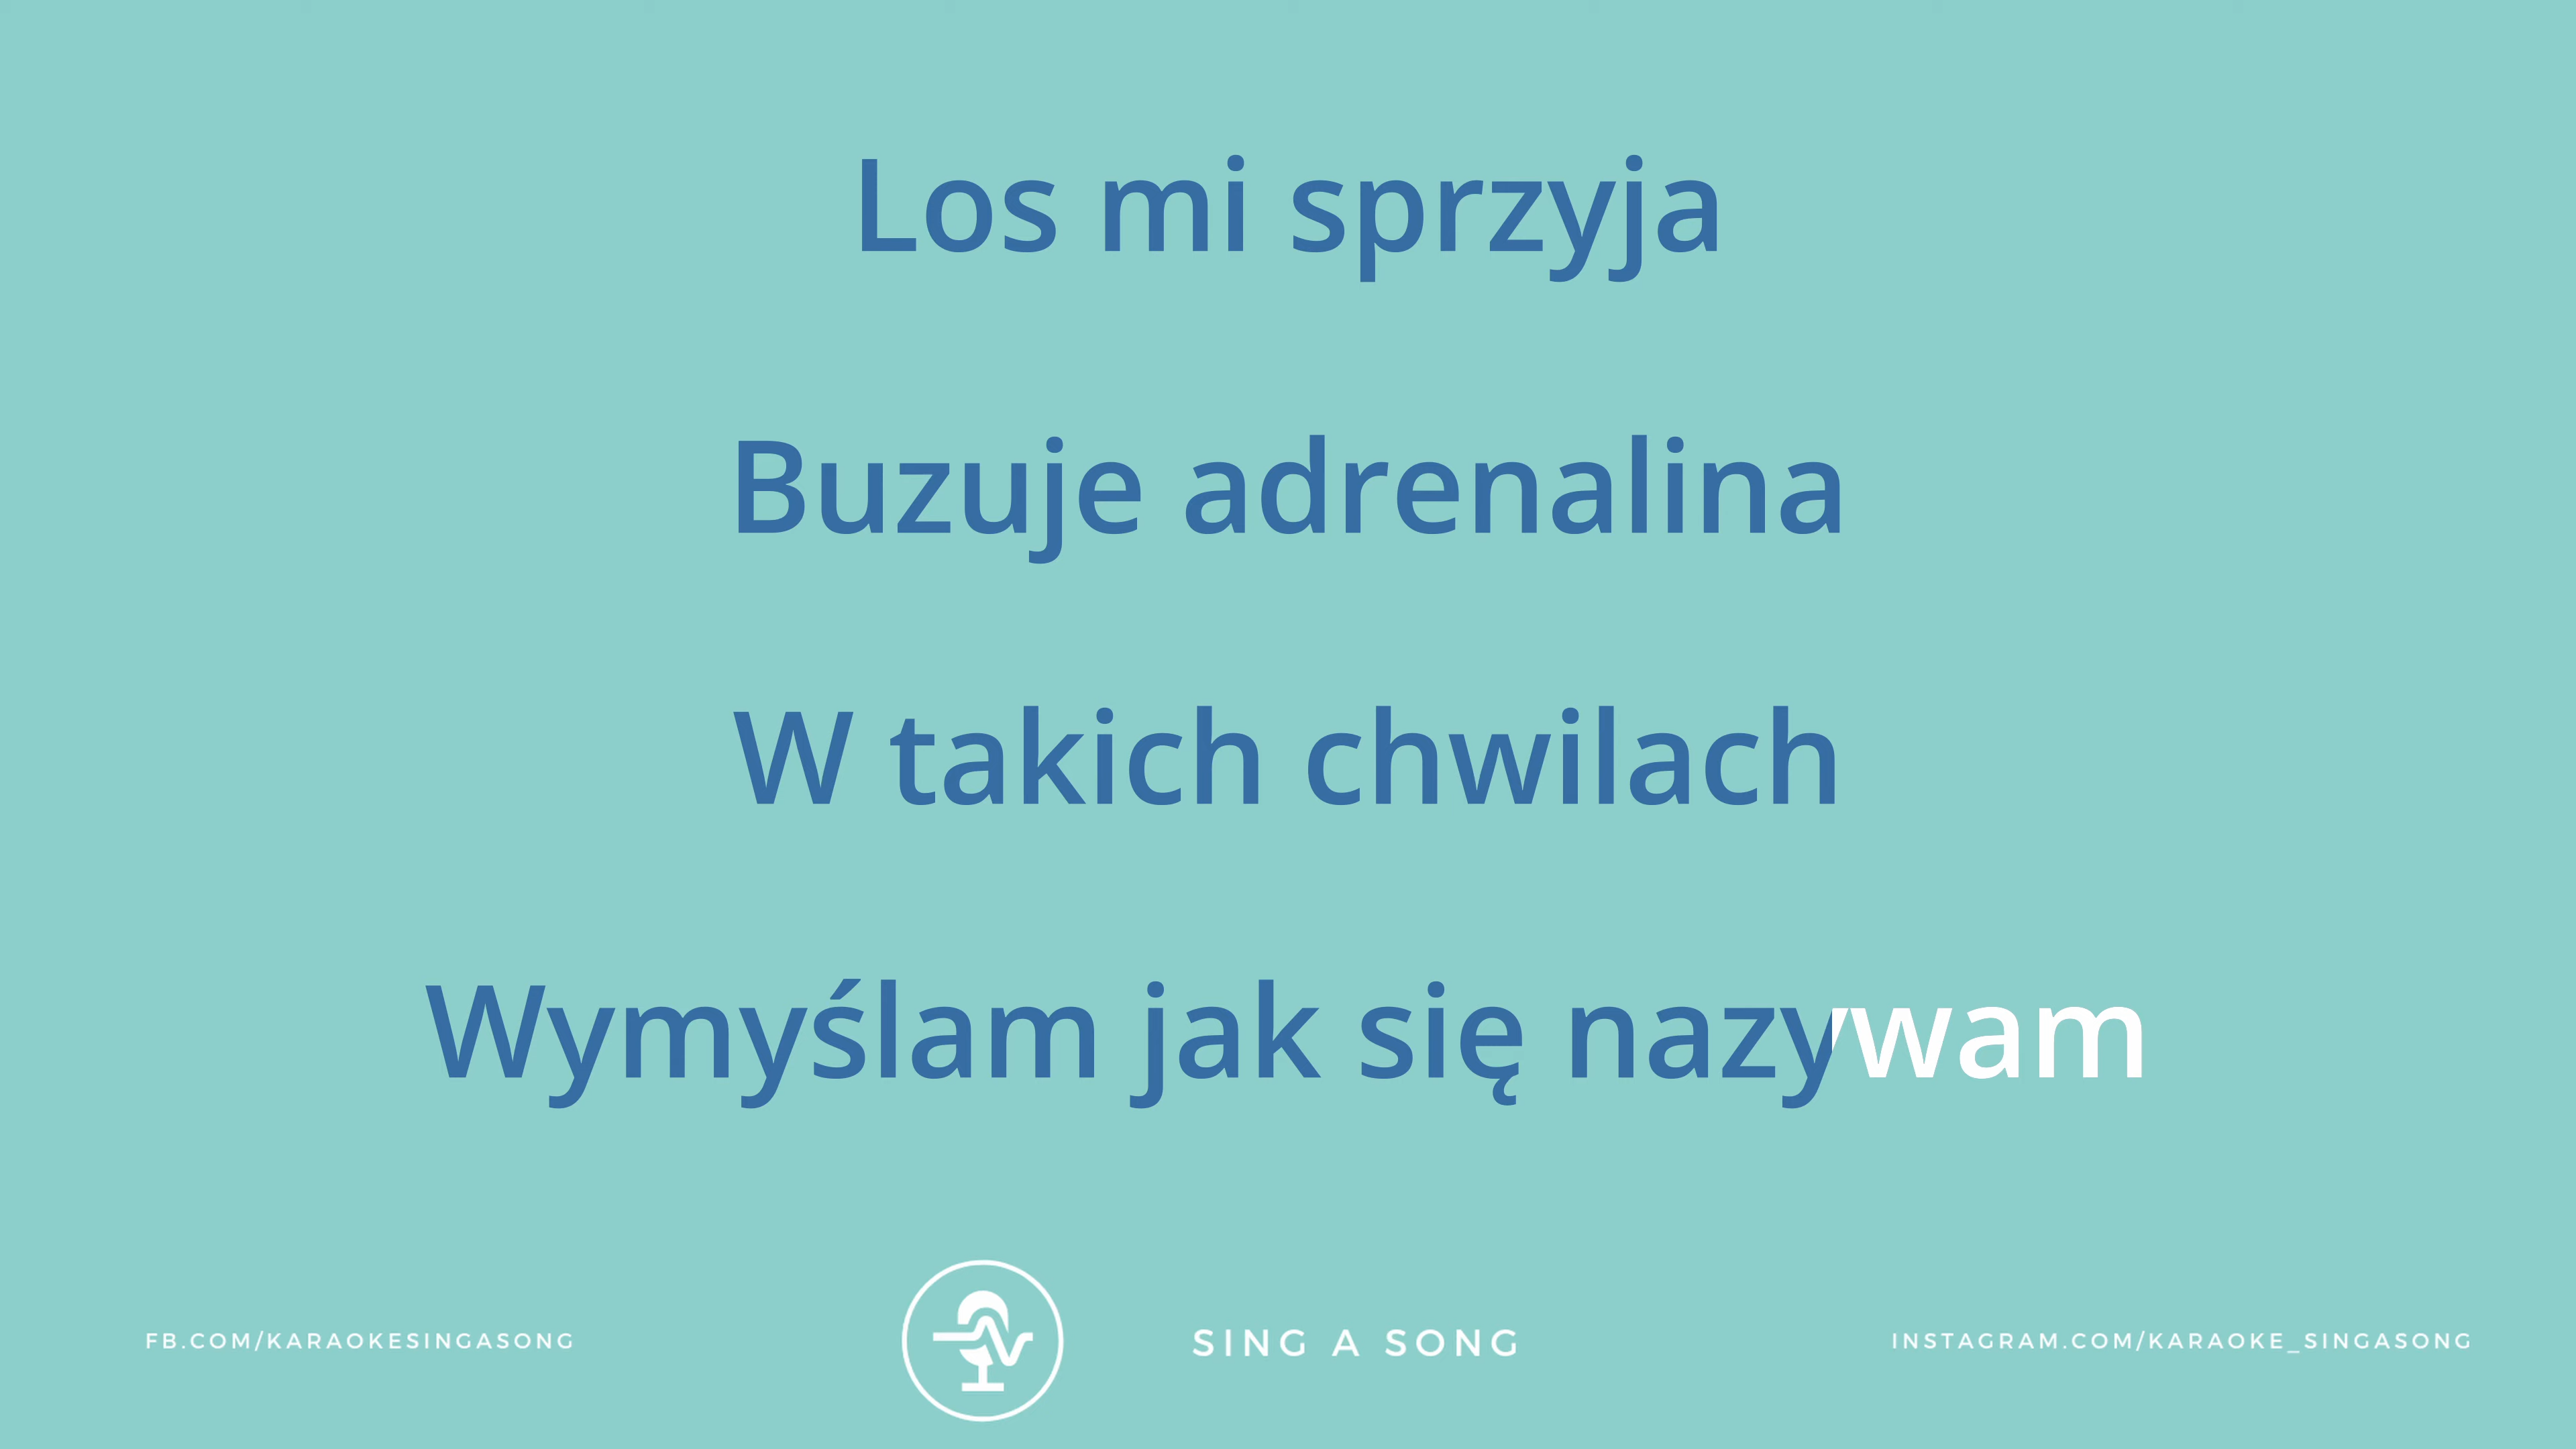 Los mi sprzyja
Buzuje adrenalina
W takich chwilach
Wymyślam jak się nazywam
FB.COM/KARAOKESINGASONG
SING A SONG
INSTAGRAM.COM/KARAOKE_SINGASONG